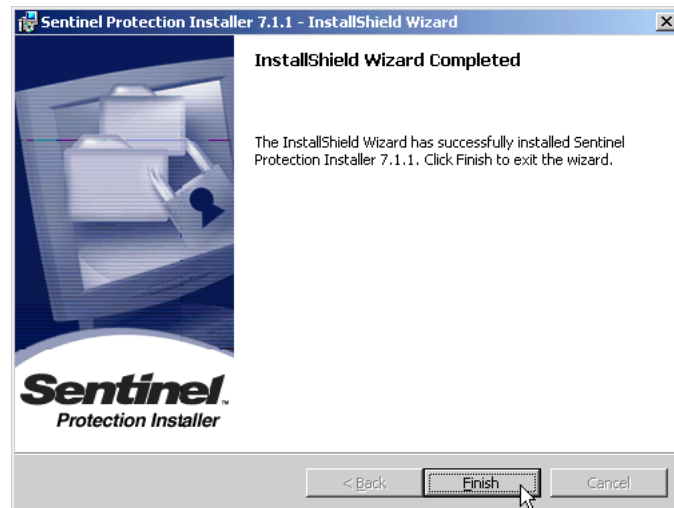 Sentinel Protection Installer 7.1.1 - InstallShield Wizard
InstallShield Wizard Completed
The InstallShield Wizard has successfully installed Sentinel
Protection Installer 7.1.1. Click Finish to exit the wizard.
Sentinel™
Protection Installer
< Back Finish Cancel